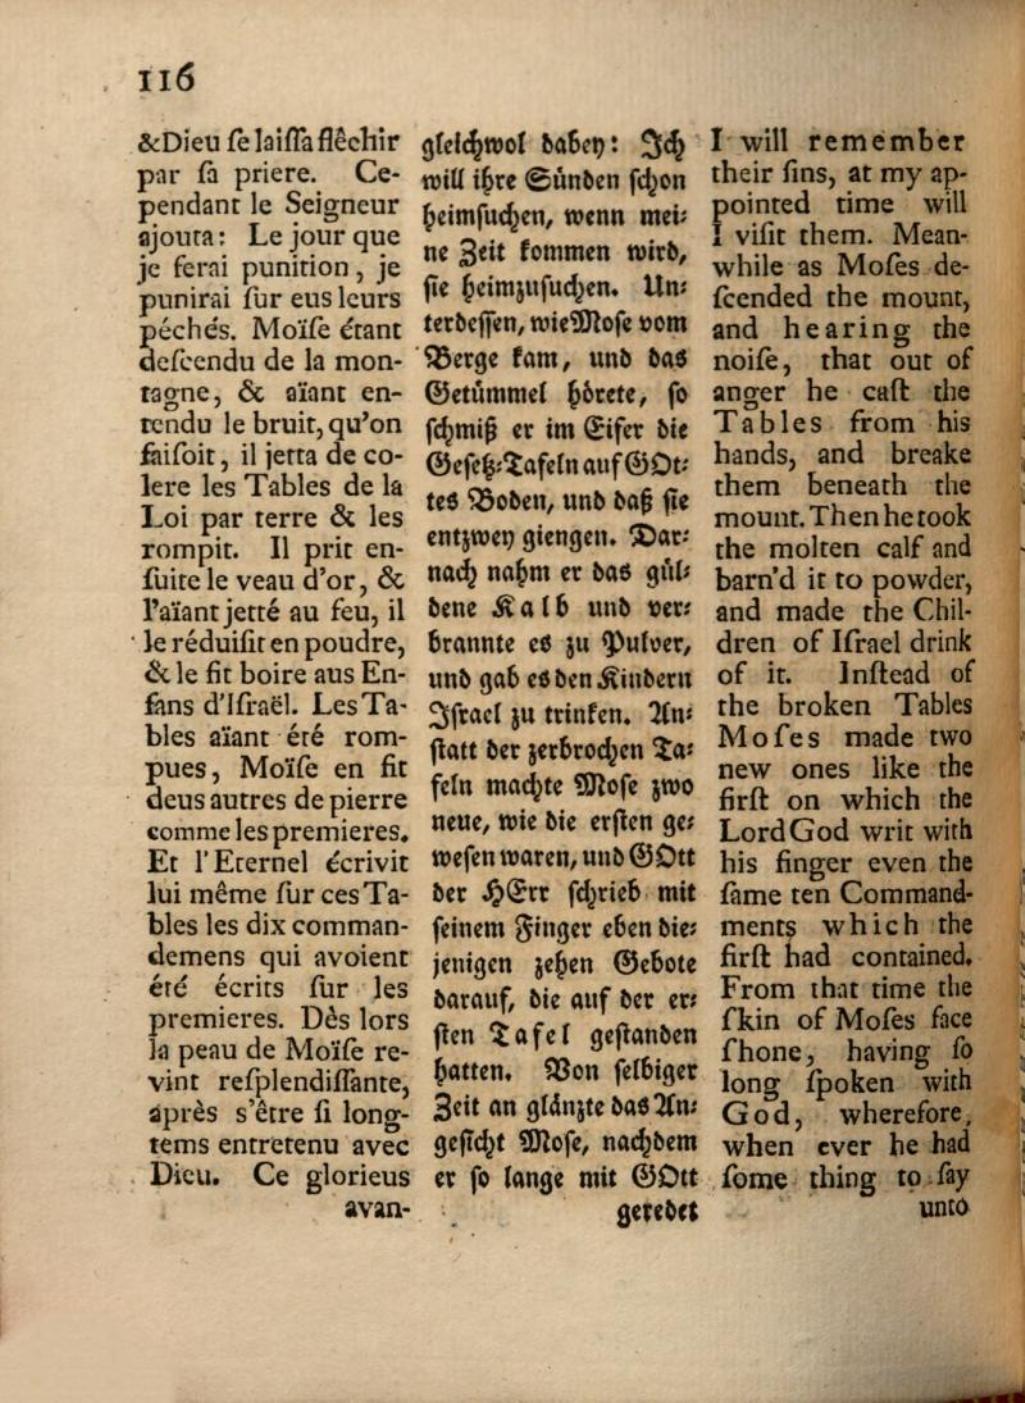 116
&Dieu ſe laiſſa flêchir
par ſa priere. Ce-
pendant le Seigneur
ajouta: Le jour que
je ferai punition, je
punirai ſur eus leurs
péchés. Moïſe étant
deſcendu de la mon-
tagne, & aïant en-
tendu le bruit, qu'on
faiſoit, il jetta de co-
lere les Tables de la
Loi par terre & les
rompit. Il prit en-
ſuite le veau d'or, &
l'aïant jetté au feu, il
le réduiſit en poudre,
& le fit boire aus En-
fans d'Iſraël. Les Ta-
bles aïant été rom-
pues, Moïſe en fit
deus autres de pierre
comme les premieres.
Et l'Eternel écrivit
lui même ſur ces Ta-
bles les dix comman-
demens qui avoient
été écrits ſur les
premieres. Dès lors
la peau de Moïſe re-
vint reſplendiſſante,
après s'être ſi long-
tems entretenu avec
Dieu. Ce glorieus
avan-
gleichwol dabey: Ich
will ihre Sünden ſchon
heimſuchen, wenn mei-
ne Zeit kommen wird,
ſie heimzuſuchen. Un-
terdeſſen, wie Moſe vom
Berge kam, und das
Getümmel hörete, ſo
ſchmiß er im Eifer die
Geſetz-Tafeln auf GOt-
tes Boden, und daß ſie
entzwey giengen. Dar-
nach nahm er das gül-
dene Kalb und ver-
brannte es zu Pulver,
und gab es den Kindern
Iſrael zu trinken. An-
ſtatt der zerbrochen Ta-
feln machte Moſe zwo
neue, wie die erſten ge-
weſen waren, und GOtt
der HErr ſchrieb mit
ſeinem Finger eben die-
jenigen zehen Gebote
darauf, die auf der er-
ſten Tafel geſtanden
hatten. Von ſelbiger
Zeit an glänzte das An-
geſicht Moſe, nachdem
er ſo lange mit GOtt
geredet
I will remember
their ſins, at my ap-
pointed time will
I viſit them. Mean-
while as Moſes de-
ſcended the mount,
and hearing the
noiſe, that out of
anger he caſt the
Tables from his
hands, and breake
them beneath the
mount. Then he took
the molten calf and
barn'd it to powder,
and made the Chil-
dren of Iſrael drink
of it. Inſtead of
the broken Tables
Moſes made two
new ones like the
firſt on which the
Lord God writ with
his finger even the
ſame ten Command-
ments which the
firſt had contained.
From that time the
ſkin of Moſes face
ſhone, having ſo
long ſpoken with
God, wherefore,
when ever he had
ſome thing to ſay
unto